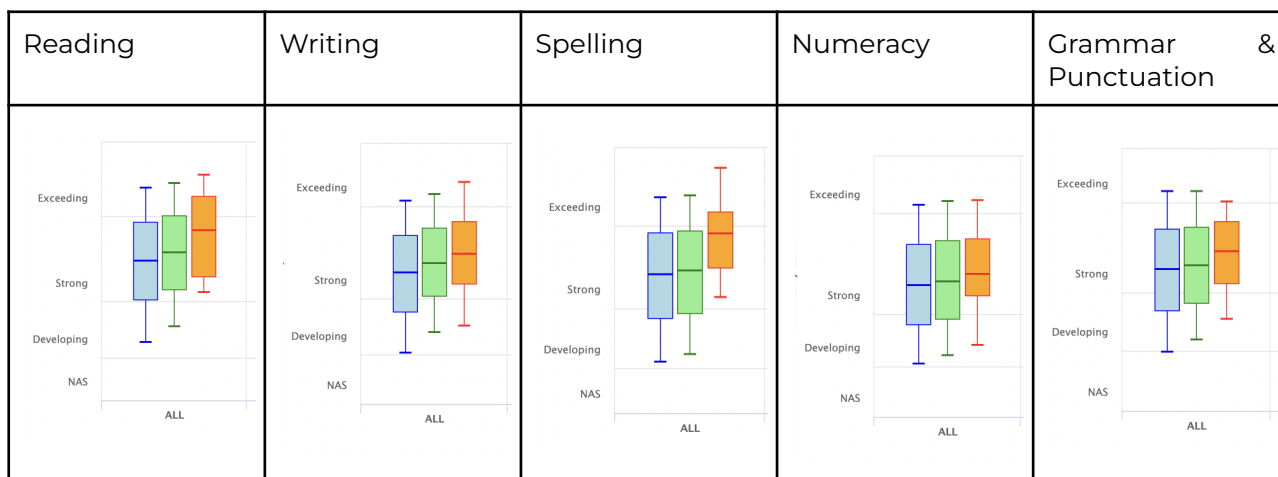 Reading
Writing
Spelling
Numeracy
Grammar &
Punctuation
Exceeding
Strong
Developing
NAS
ALL
Exceeding
Strong
Developing
NAS
ALL
Exceeding
Strong
Developing
NAS
ALL
Exceeding
Strong
Developing
NAS
ALL
Exceeding
Strong
Developing
NAS
ALL